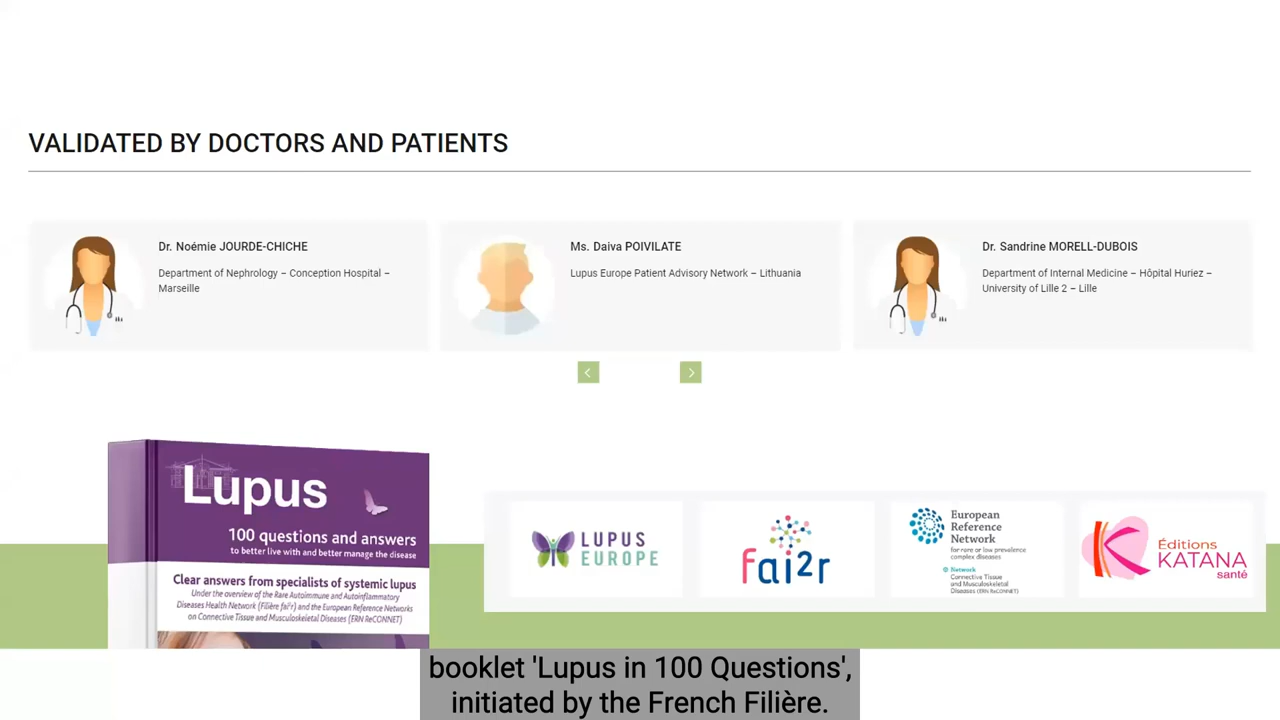 VALIDATED BY DOCTORS AND PATIENTS
Dr. Noémie JOURDE-CHICHE
Department of Nephrology – Conception Hospital –
Marseille
Ms. Daiva POIVILATE
Lupus Europe Patient Advisory Network – Lithuania
Dr. Sandrine MORELL-DUBOIS
Department of Internal Medicine – Hôpital Huriez –
University of Lille 2 – Lille
Lupus
100 questions and answers
to better live with and better manage the disease
Clear answers from specialists of systemic lupus
Under the overview of the Rare Autoimmune and Autoinflammatory
Diseases Health Network (Filière fai²r) and the European Reference Networks
on Connective Tissue and Musculoskeletal Diseases (ERN ReCONNET)
LUPUS
EUROPE
fai2r
European
Reference
Network
for rare or low prevalence
complex diseases
Network
Connective Tissue
and Musculoskeletal
Diseases (ERN ReCONNET)
Éditions
KATANA
santé
booklet 'Lupus in 100 Questions',
initiated by the French Filière.